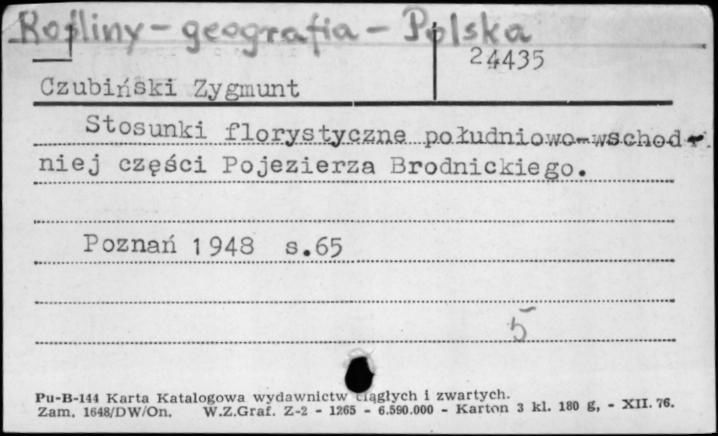 Rośliny - geografia - Polska
24435
Czubiński Zygmunt
Stosunki florystyczne południowo-wschod-
niej części Pojezierza Brodnickiego.
Poznań 1948 s.65
5
Pu-B-144 Karta Katalogowa wydawnictw ciągłych i zwartych.
Zam. 1648/DW/On. W.Z.Graf. Z-2 - 1265 - 6.590.000 - Karton 3 kl. 180 g, - XII. 76.